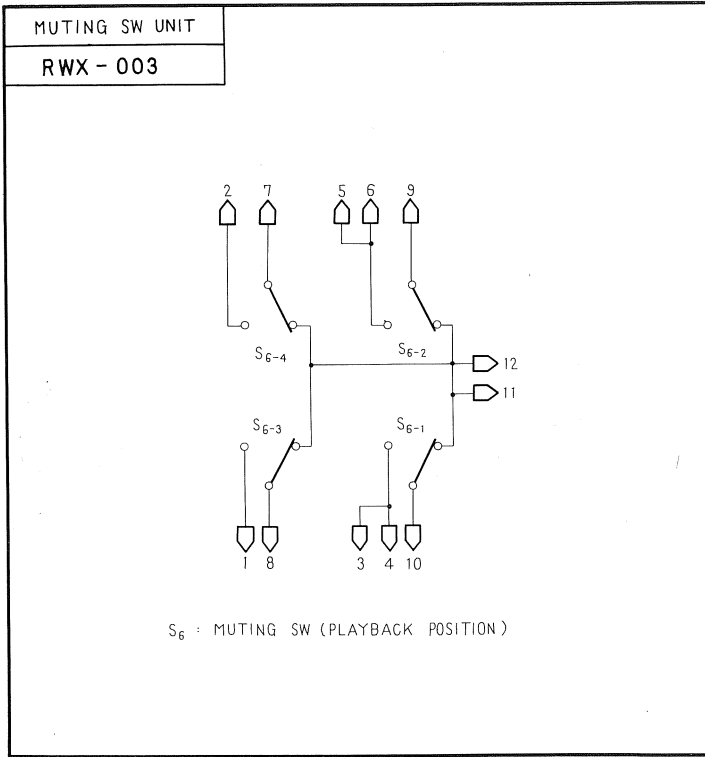 MUTING SW UNIT
RWX-003
2 7 5 6 9
S6-4
S6-2
12
11
S6-3
S6-1
1 8 3 4 10
S6 : MUTING SW (PLAYBACK POSITION)